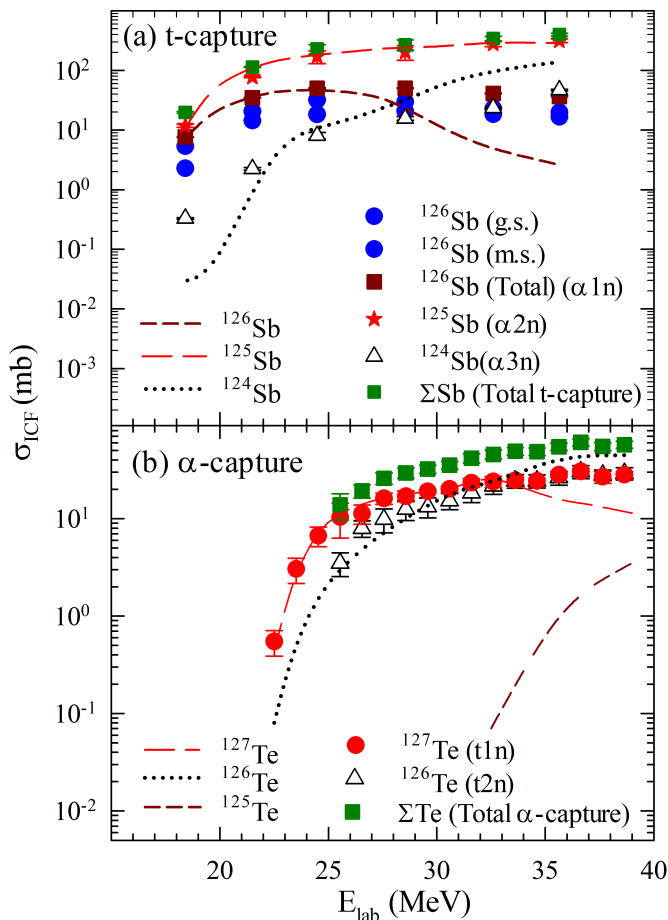 (a) t-capture
10²
10¹
10⁰
10⁻¹
10⁻²
10⁻³
¹²⁶Sb (g.s.)
¹²⁶Sb (m.s.)
¹²⁶Sb (Total) (α1n)
¹²⁵Sb (α2n)
¹²⁴Sb(α3n)
ΣSb (Total t-capture)
¹²⁶Sb
¹²⁵Sb
¹²⁴Sb
σ_ICF (mb)
(b) α-capture
10¹
10⁰
10⁻¹
10⁻²
¹²⁷Te
¹²⁶Te
¹²⁵Te
¹²⁷Te (t1n)
¹²⁶Te (t2n)
ΣTe (Total α-capture)
20 25 30 35 40
E_lab (MeV)